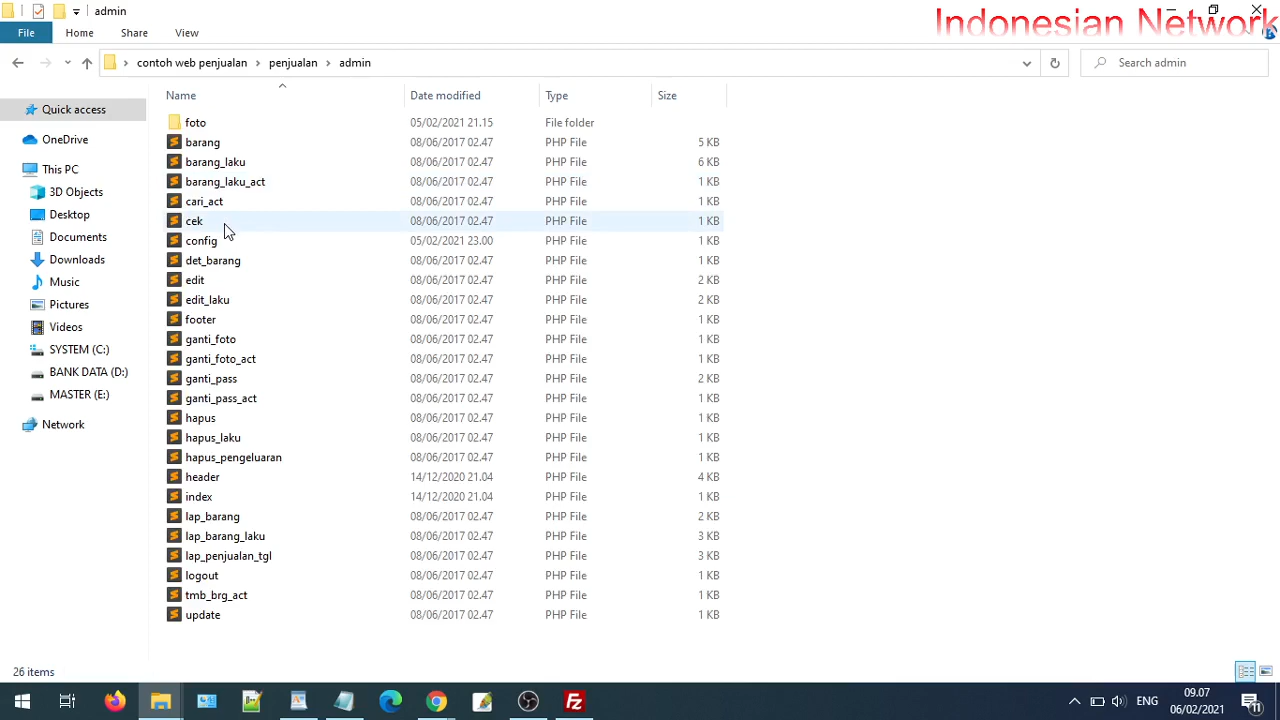 admin
Indonesian Network
File Home Share View
contoh web penjualan penjualan admin Search admin
Name Date modified Type Size
Quick access
OneDrive
This PC
3D Objects
Desktop
Documents
Downloads
Music
Pictures
Videos
SYSTEM (C:)
BANK DATA (D:)
MASTER (E:)
Network
foto 05/02/2021 21.15 File folder
barang 08/06/2017 02.47 PHP File 5 KB
barang_laku 08/06/2017 02.47 PHP File 6 KB
barang_laku_act 08/06/2017 02.47 PHP File 1 KB
cari_act 08/06/2017 02.47 PHP File 1 KB
cek 08/06/2017 02.47 PHP File 1 KB
config 05/02/2021 23.00 PHP File 1 KB
det_barang 08/06/2017 02.47 PHP File 1 KB
edit 08/06/2017 02.47 PHP File 2 KB
edit_laku 08/06/2017 02.47 PHP File 2 KB
footer 08/06/2017 02.47 PHP File 1 KB
ganti_foto 08/06/2017 02.47 PHP File 1 KB
ganti_foto_act 08/06/2017 02.47 PHP File 1 KB
ganti_pass 08/06/2017 02.47 PHP File 2 KB
ganti_pass_act 08/06/2017 02.47 PHP File 1 KB
hapus 08/06/2017 02.47 PHP File 1 KB
hapus_laku 08/06/2017 02.47 PHP File 1 KB
hapus_pengeluaran 08/06/2017 02.47 PHP File 1 KB
header 14/12/2020 21.04 PHP File 4 KB
index 14/12/2020 21.04 PHP File 1 KB
lap_barang 08/06/2017 02.47 PHP File 2 KB
lap_barang_laku 08/06/2017 02.47 PHP File 3 KB
lap_penjualan_tgl 08/06/2017 02.47 PHP File 3 KB
logout 08/06/2017 02.47 PHP File 1 KB
tmb_brg_act 08/06/2017 02.47 PHP File 1 KB
update 08/06/2017 02.47 PHP File 1 KB
26 items
ENG
09.07
06/02/2021
11